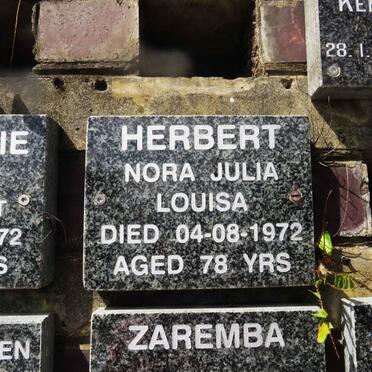 HERBERT
NORA JULIA
LOUISA
DIED 04-08-1972
AGED 78 YRS
ZAREMBA